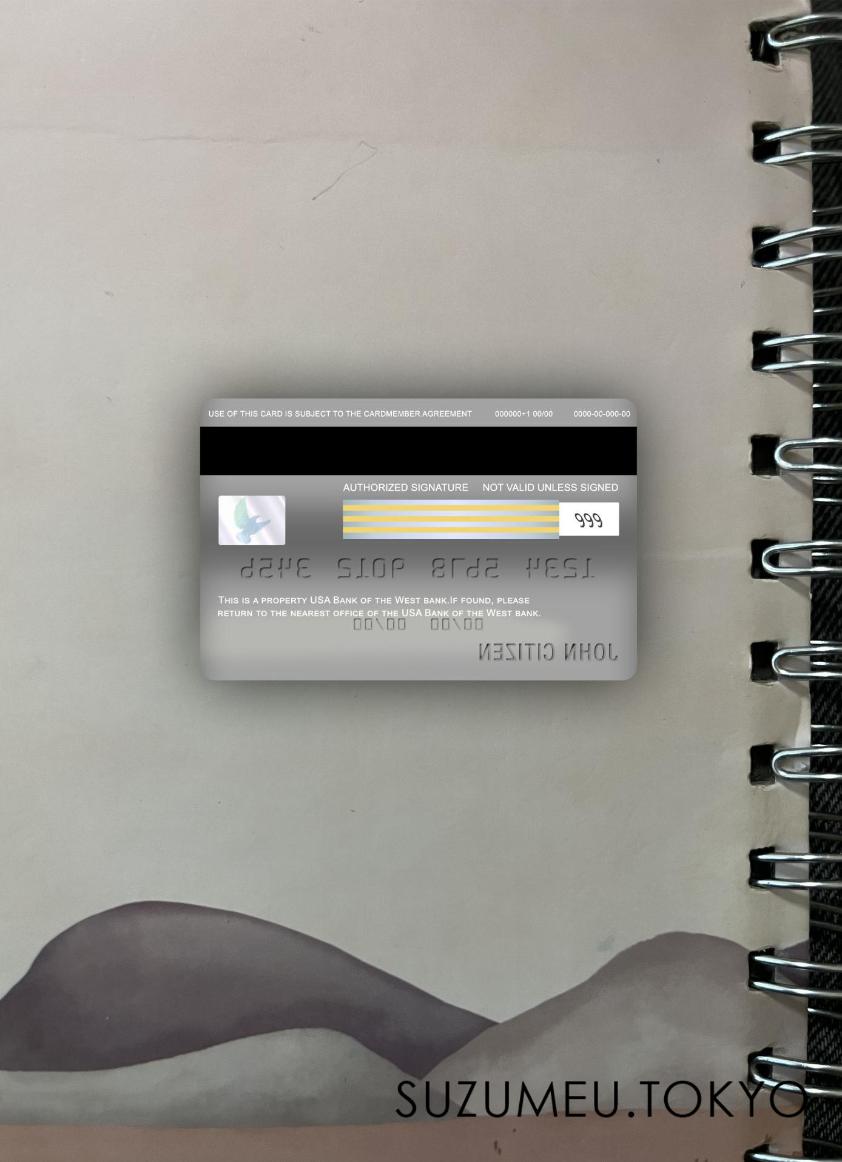 USE OF THIS CARD IS SUBJECT TO THE CARDMEMBER AGREEMENT 000000-1 00/00 0000-00-000-00
AUTHORIZED SIGNATURE NOT VALID UNLESS SIGNED
999
1234 5678 9012 3456
THIS IS A PROPERTY USA BANK OF THE WEST BANK.IF FOUND, PLEASE
RETURN TO THE NEAREST OFFICE OF THE USA BANK OF THE WEST BANK.
00/00 00/00
JOHN CITIZEN
SUZUMEU.TOKYO